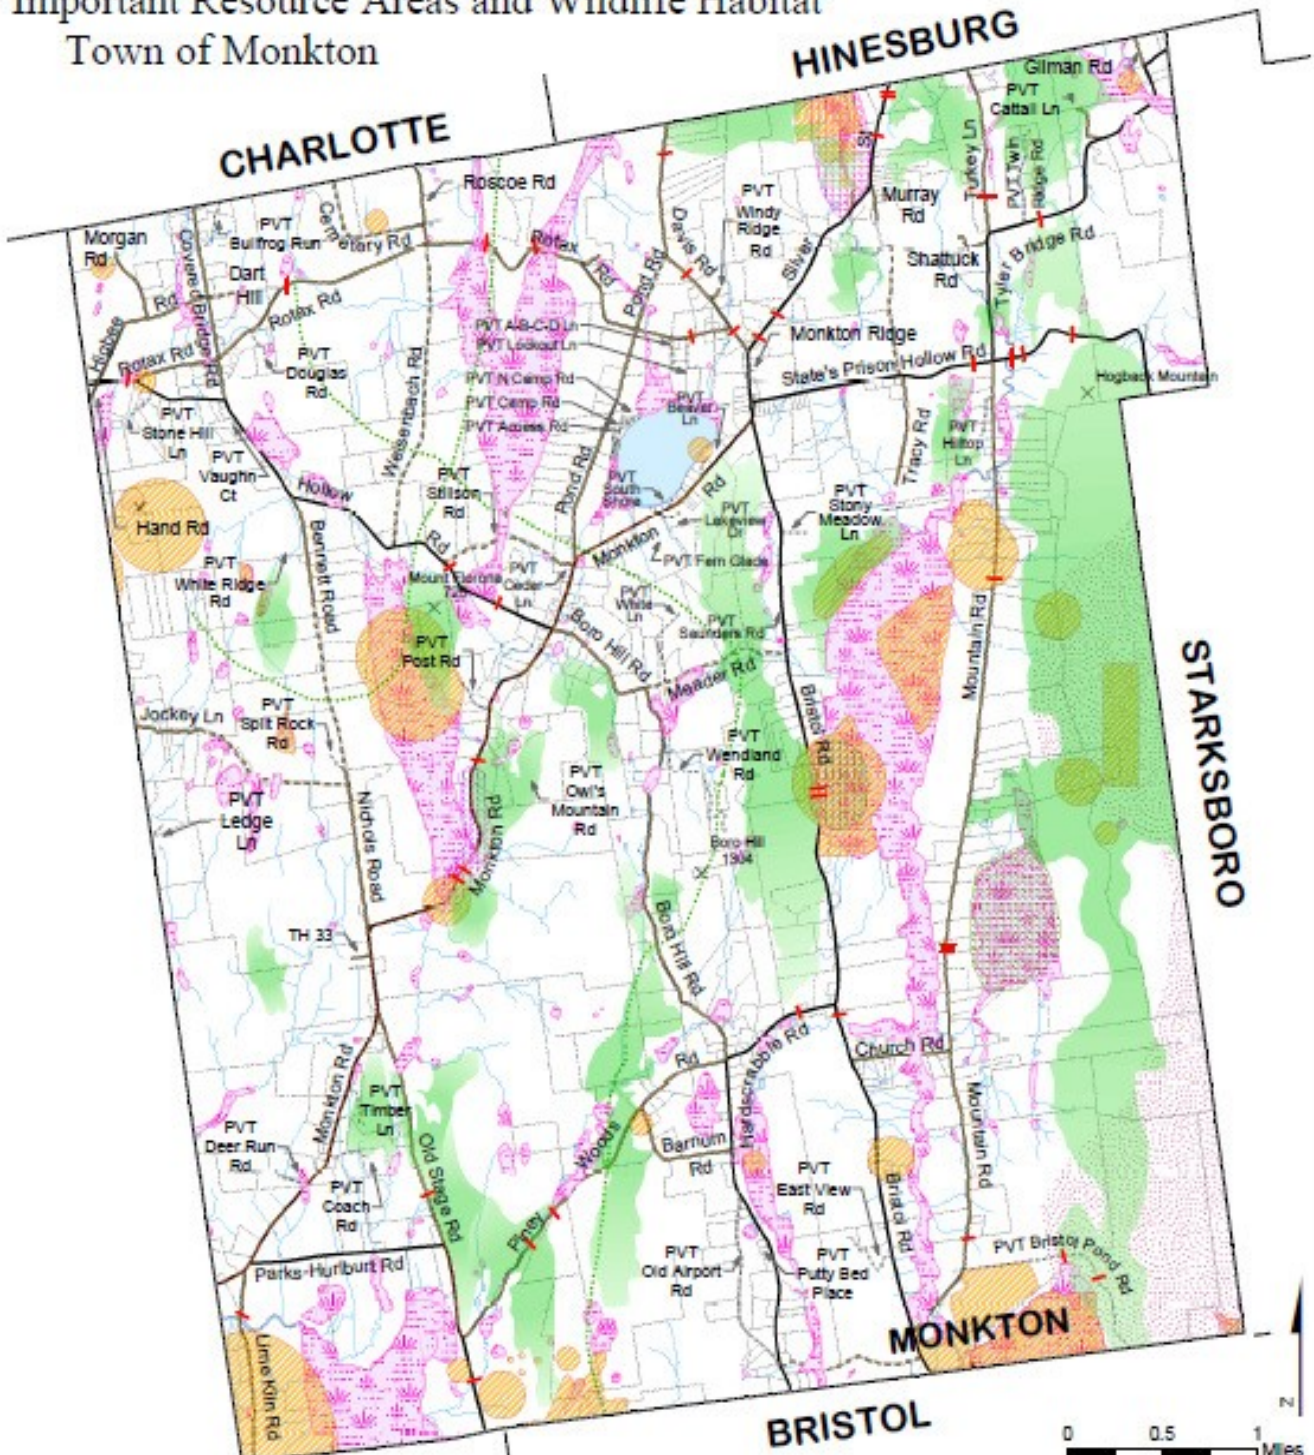 Important Resource Areas and Wildlife Habitat
Town of Monkton
HINESBURG
CHARLOTTE
STARKSBORO
BRISTOL
MONKTON
Gilman Rd
PVT
Cattail Ln
Turkey Ln
PVT Twin
Ridge Rd
Roscoe Rd
Morgan
Rd
PVT
Bullfrog Run
Cemetery Rd
Covered Bridge Rd
Dart
Hill
Rd
Rotax Rd
Higbee
Rotax Rd
Rotax
Rd
Pond Rd
Davis Rd
PVT
Windy
Ridge
Rd
Silver
St
Murray
Rd
Shattuck
Rd
Tyler Bridge Rd
Monkton Ridge
State's Prison Hollow Rd
Hogback Mountain
PVT
Douglas
Rd
Weisenbach Rd
PVT A-B-C-D Ln
PVT Lookout Ln
PVT N Camp Rd
PVT Camp Rd
PVT Access Rd
PVT
Beaver
Ln
PVT
Stone Hill
Ln
PVT
Vaughn
Ct
Hollow
Rd
PVT
Stillson
Rd
Pond Rd
PVT
South
Shore
Rd
Monkton
PVT
Lakeview
Dr
PVT Fern Glade
PVT
Stony
Meadow
Ln
Tracy Rd
PVT
Hilltop
Ln
Hand Rd
Bennett Road
PVT
White Ridge
Rd
Mount Florona
PVT
Cedar
Ln
PVT
White
Ln
PVT
Saunders Rd
PVT
Post Rd
Boro Hill Rd
Meader Rd
Mountain Rd
Jockey Ln
PVT
Split Rock
Rd
PVT
Wendland
Rd
Bristol Rd
PVT
Owl's
Mountain
Rd
PVT
Ledge
Ln
Nichols Road
Monkton Rd
Boro Hill
1304
TH 33
Boro Hill Rd
Monkton Rd
PVT
Timber
Ln
Rd
Hardscrabble Rd
Church Rd
Mountain Rd
PVT
Deer Run
Rd
PVT
Coach
Rd
Old Stage Rd
Woods
Piney
Barnum
Rd
PVT
East View
Rd
Bristol Rd
Parks-Hurlburt Rd
PVT
Old Airport
Rd
PVT
Putty Bed
Place
PVT Bristol Pond Rd
Lime Kiln Rd
N
0 0.5 1
Miles